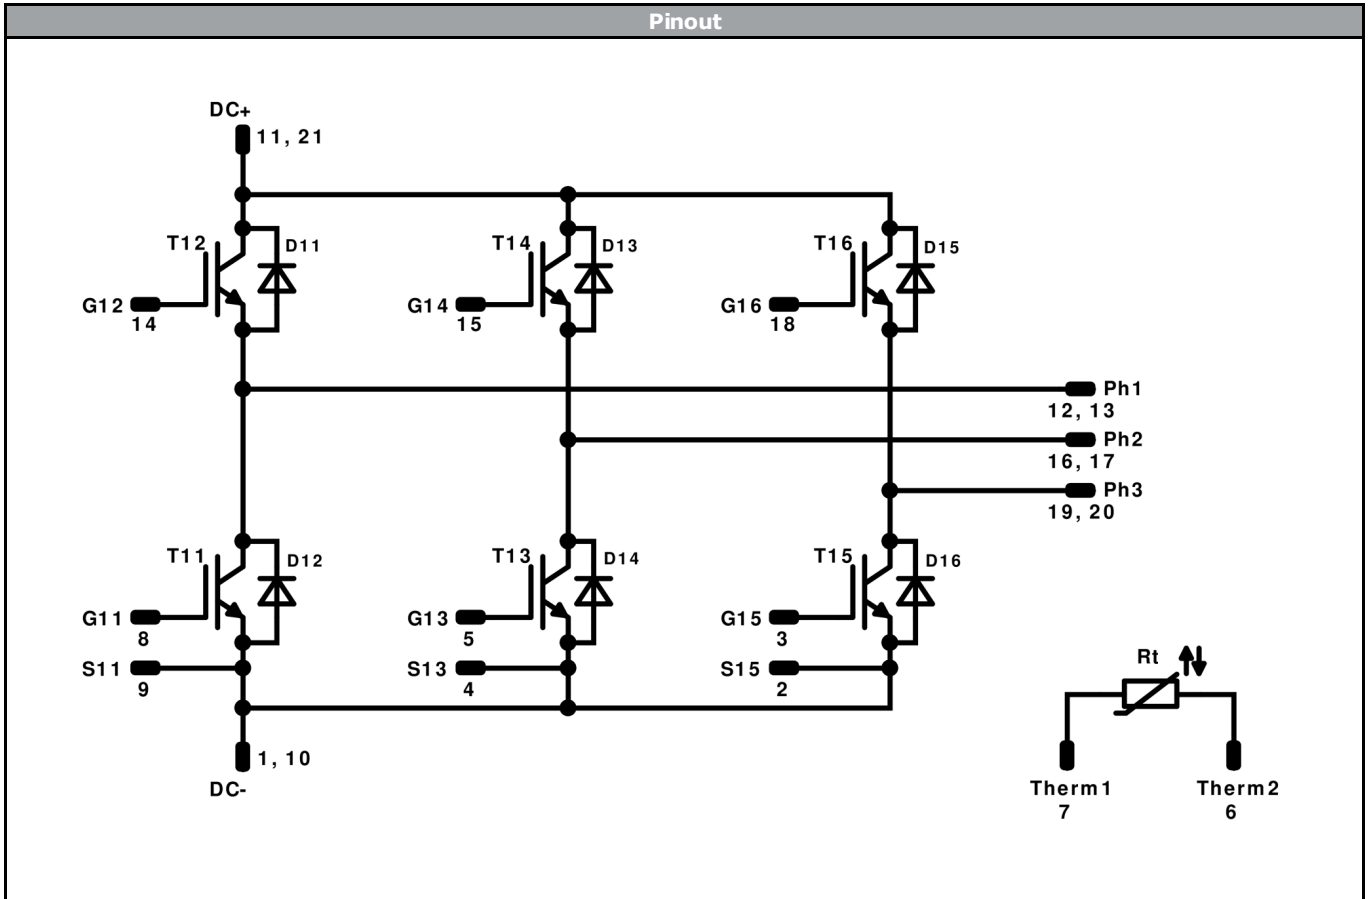 Pinout
DC+
11, 21
T12
D11
T14
D13
T16
D15
G12
14
G14
15
G16
18
Ph1
12, 13
Ph2
16, 17
Ph3
19, 20
T11
D12
T13
D14
T15
D16
G11
8
G13
5
G15
3
S11
9
S13
4
S15
2
Rt
1, 10
DC-
Therm1
7
Therm2
6